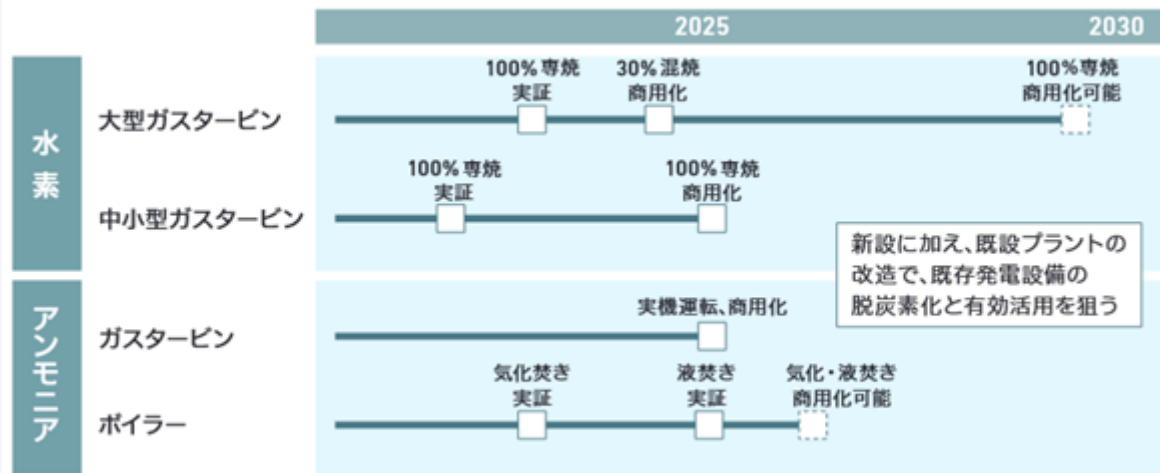 2025 2030
水素
大型ガスタービン
100%専焼
実証
30%混焼
商用化
100%専焼
商用化可能
中小型ガスタービン
100%専焼
実証
100%専焼
商用化
新設に加え、既設プラントの
改造で、既存発電設備の
脱炭素化と有効活用を狙う
アンモニア
ガスタービン
実機運転、商用化
ボイラー
気化焚き
実証
液焚き
実証
気化・液焚き
商用化可能